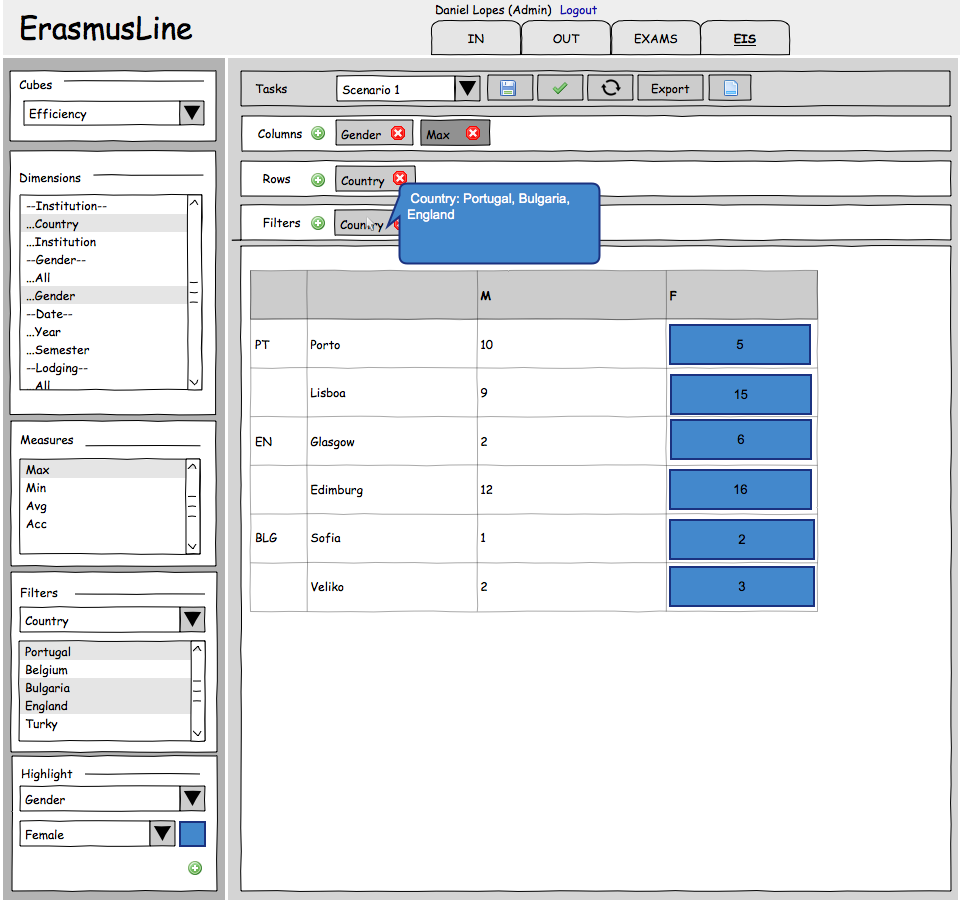 ErasmusLine
Daniel Lopes (Admin) Logout
IN OUT EXAMS EIS
Cubes
Efficiency
Dimensions
--Institution--
...Country
...Institution
--Gender--
...All
...Gender
--Date--
...Year
...Semester
--Lodging--
...All
Measures
Max
Min
Avg
Acc
Filters
Country
Portugal
Belgium
Bulgaria
England
Turky
Highlight
Gender
Female
Tasks Scenario 1 Export
Columns Gender Max
Rows Country
Filters Country
Country: Portugal, Bulgaria,
England
M F
PT Porto 10 5
Lisboa 9 15
EN Glasgow 2 6
Edimburg 12 16
BLG Sofia 1 2
Veliko 2 3